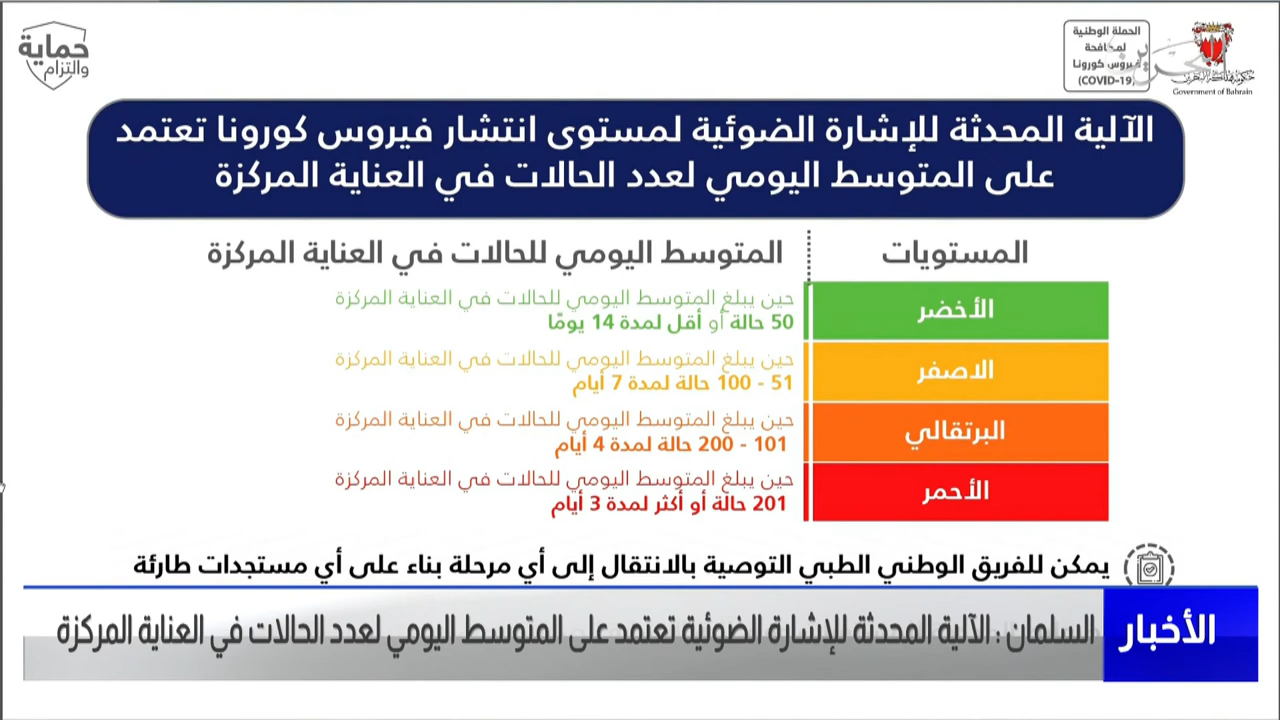 حماية
والتزام
الحملة الوطنية
لمكافحة
فيروس كورونا
(COVID-19)
البحرين
حكومة مملكة البحرين
Government of Bahrain
الآلية المحدثة للإشارة الضوئية لمستوى انتشار فيروس كورونا تعتمد
على المتوسط اليومي لعدد الحالات في العناية المركزة
المستويات
المتوسط اليومي للحالات في العناية المركزة
الأخضر
حين يبلغ المتوسط اليومي للحالات في العناية المركزة
50 حالة أو أقل لمدة 14 يومًا
الاصفر
حين يبلغ المتوسط اليومي للحالات في العناية المركزة
51 - 100 حالة لمدة 7 أيام
البرتقالي
حين يبلغ المتوسط اليومي للحالات في العناية المركزة
101 - 200 حالة لمدة 4 أيام
الأحمر
حين يبلغ المتوسط اليومي للحالات في العناية المركزة
201 حالة أو أكثر لمدة 3 أيام
يمكن للفريق الوطني الطبي التوصية بالانتقال إلى أي مرحلة بناء على أي مستجدات طارئة
الأخبار
السلمان : الآلية المحدثة للإشارة الضوئية تعتمد على المتوسط اليومي لعدد الحالات في العناية المركزة